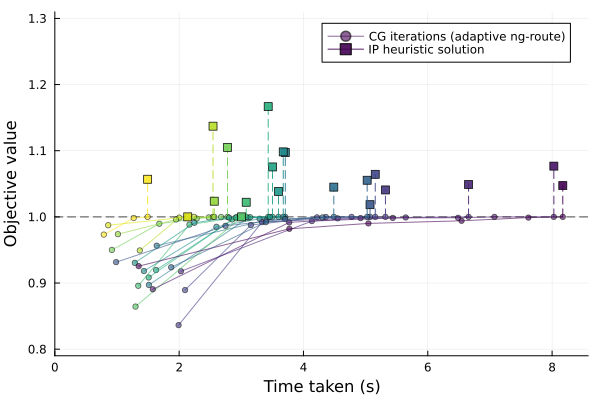 1.3
1.2
1.1
1.0
0.9
0.8
Objective value
CG iterations (adaptive ng-route)
IP heuristic solution
0
2
4
6
8
Time taken (s)